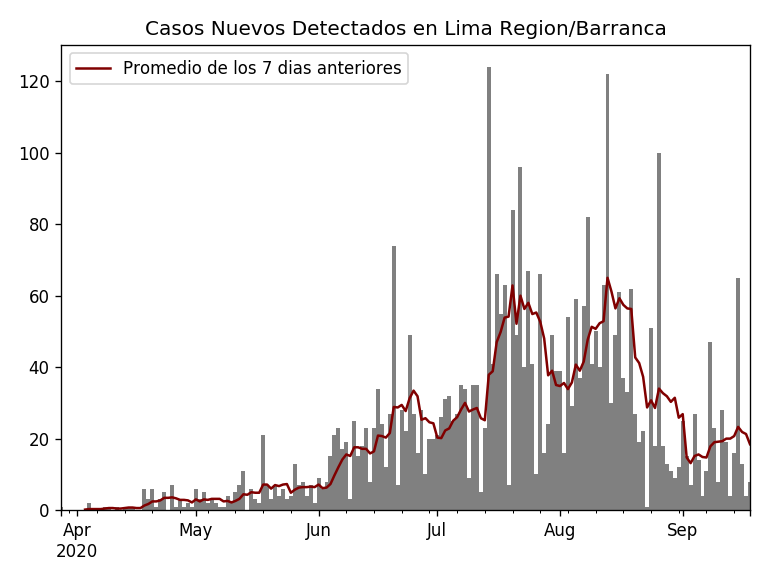 Casos Nuevos Detectados en Lima Region/Barranca
Promedio de los 7 dias anteriores
120
100
80
60
40
20
0
Apr May Jun Jul Aug Sep
2020